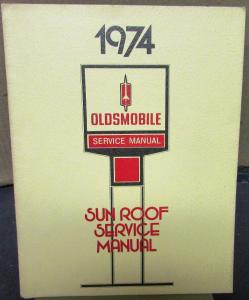 1974
OLDSMOBILE
SERVICE MANUAL
SUN ROOF
SERVICE
MANUAL